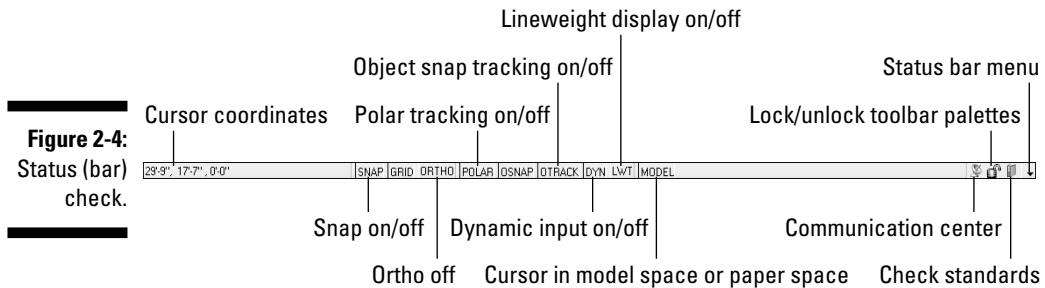 Lineweight display on/off
Object snap tracking on/off
Status bar menu
Cursor coordinates
Polar tracking on/off
Lock/unlock toolbar palettes
Figure 2-4:
Status (bar)
check.
29'-9", 17'-7" , 0'-0" SNAP GRID ORTHO POLAR OSNAP OTRACK DYN LWT MODEL
Snap on/off
Dynamic input on/off
Communication center
Ortho off
Cursor in model space or paper space
Check standards